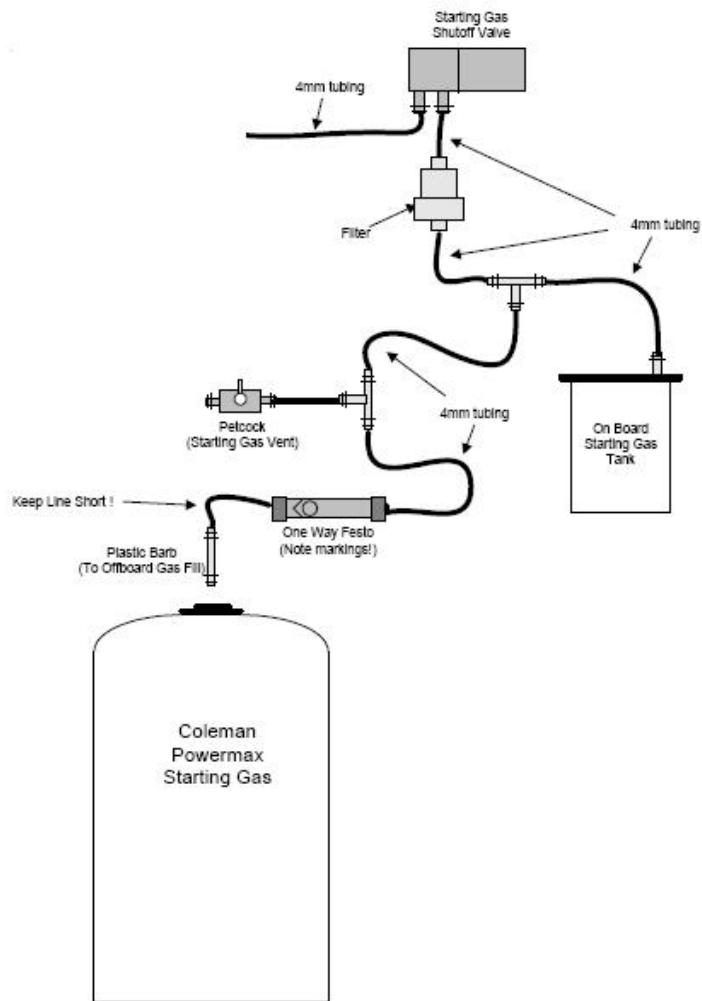 Starting Gas
Shutoff Valve
4mm tubing
Filter
4mm tubing
Petcock
(Starting Gas Vent)
4mm tubing
On Board
Starting Gas
Tank
Keep Line Short !
One Way Festo
(Note markings!)
Plastic Barb
(To Offboard Gas Fill)
Coleman
Powermax
Starting Gas